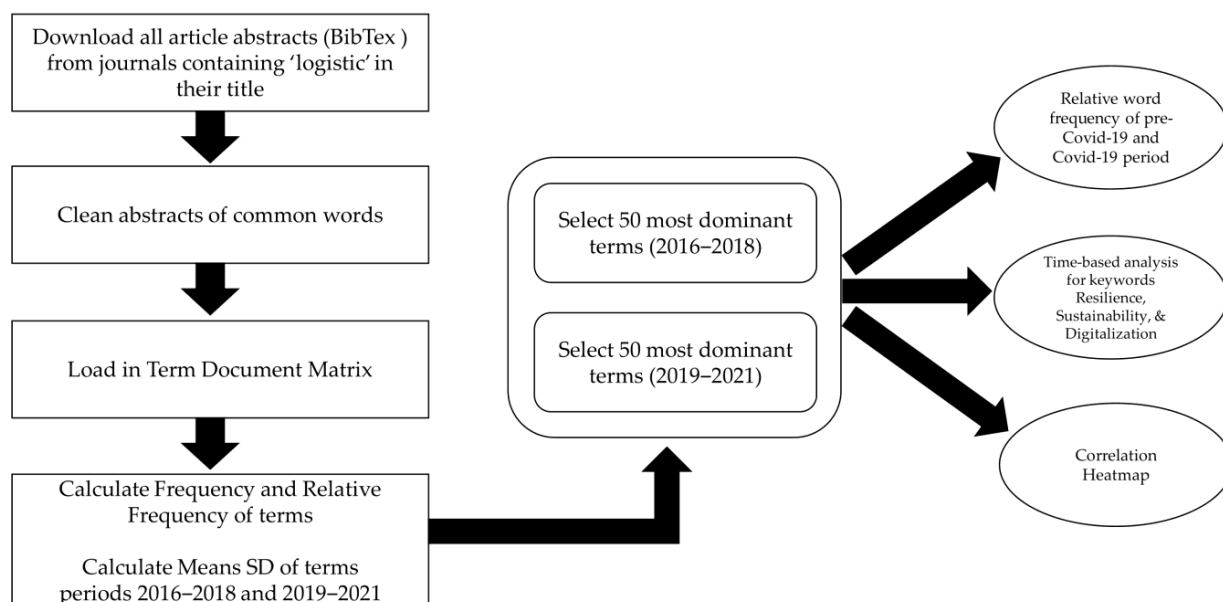 Download all article abstracts (BibTex )
from journals containing ‘logistic’ in
their title
Clean abstracts of common words
Load in Term Document Matrix
Calculate Frequency and Relative
Frequency of terms
Calculate Means SD of terms
periods 2016–2018 and 2019–2021
Select 50 most dominant
terms (2016–2018)
Select 50 most dominant
terms (2019–2021)
Relative word
frequency of pre-
Covid-19 and
Covid-19 period
Time-based analysis
for keywords
Resilience,
Sustainability, &
Digitalization
Correlation
Heatmap